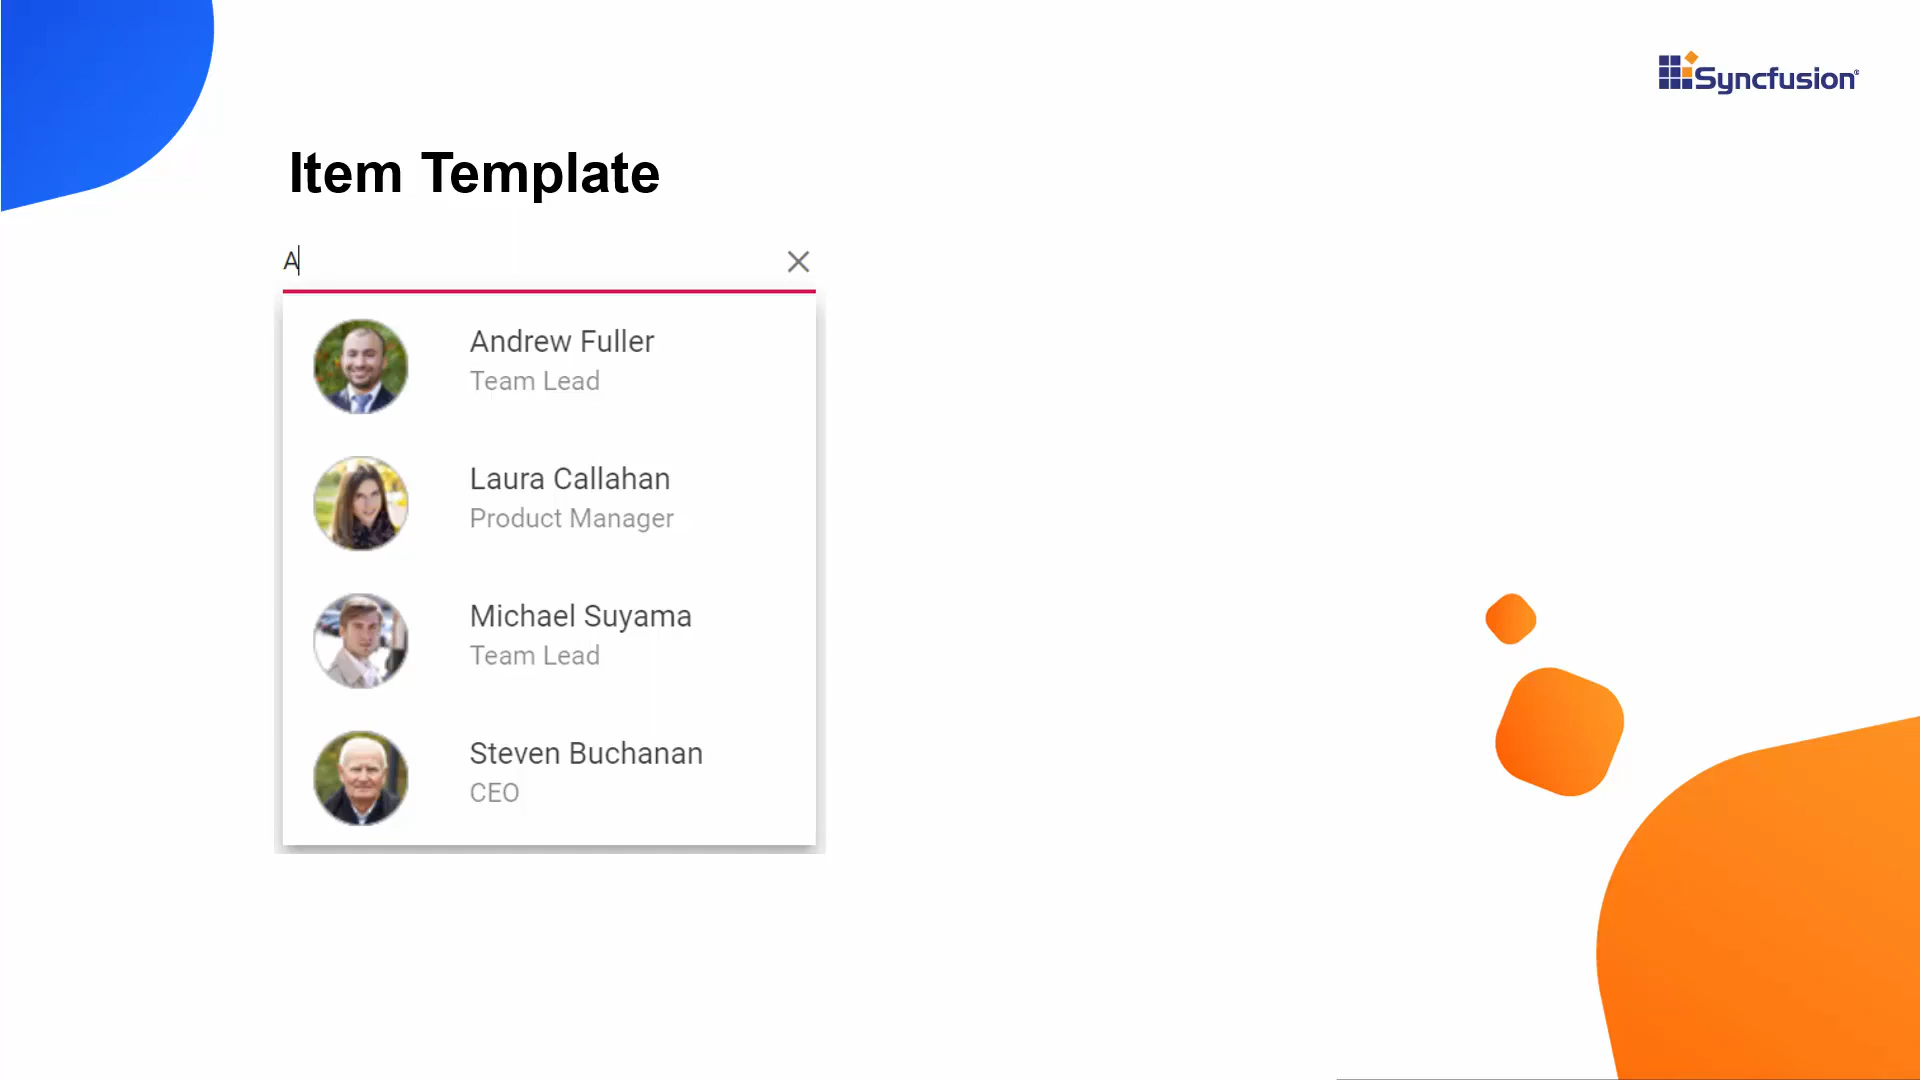 Syncfusion
Item Template
A
Andrew Fuller
Team Lead
Laura Callahan
Product Manager
Michael Suyama
Team Lead
Steven Buchanan
CEO